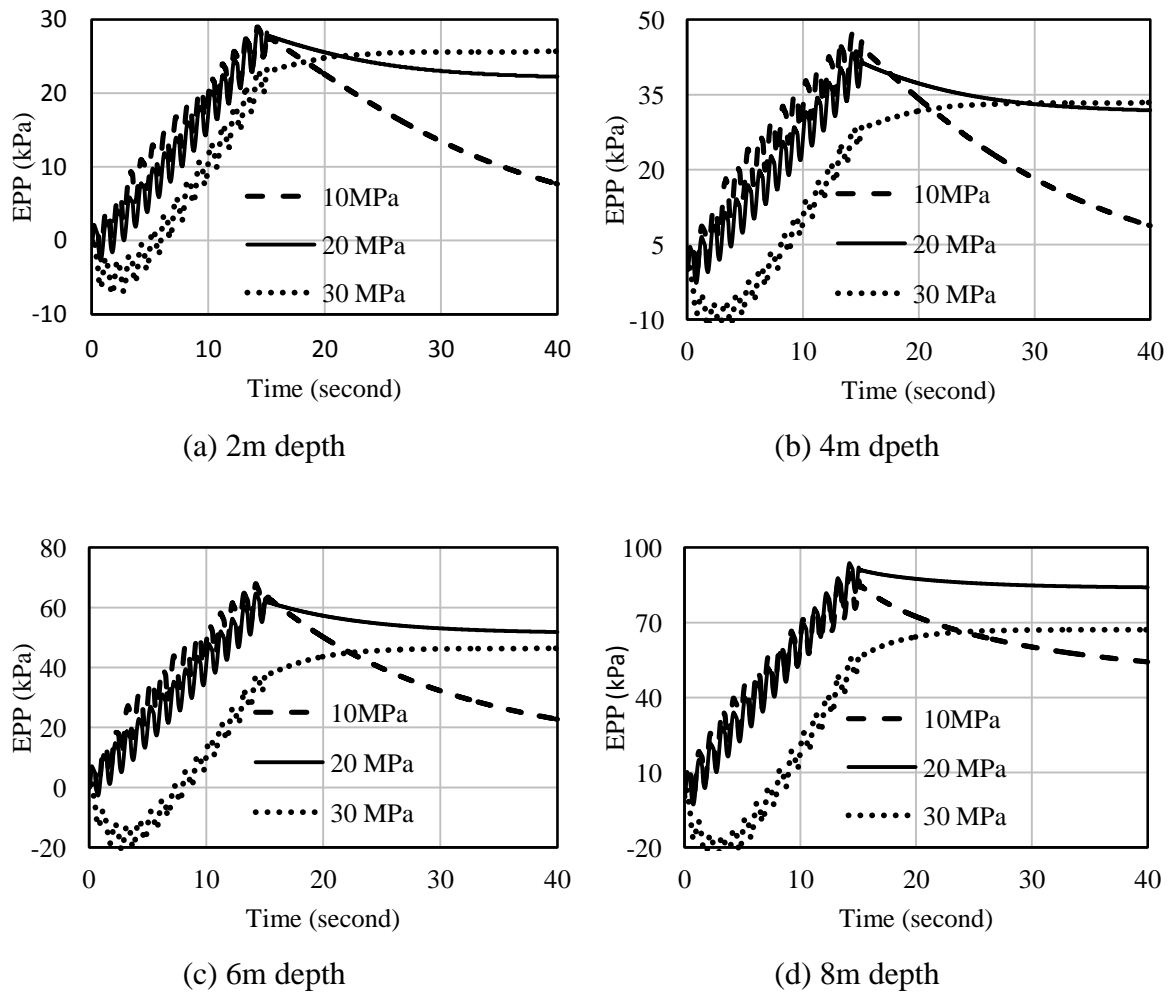 30
20
10
0
-10
EPP (kPa)
10MPa
20 MPa
30 MPa
0 10 20 30 40
Time (second)
(a) 2m depth
50
35
20
5
-10
EPP (kPa)
10MPa
20 MPa
30 MPa
0 10 20 30 40
Time (second)
(b) 4m dpeth
80
60
40
20
0
-20
EPP (kPa)
10MPa
20 MPa
30 MPa
0 10 20 30 40
Time (second)
(c) 6m depth
100
70
40
10
-20
EPP (kPa)
10MPa
20 MPa
30 MPa
0 10 20 30 40
Time (second)
(d) 8m depth